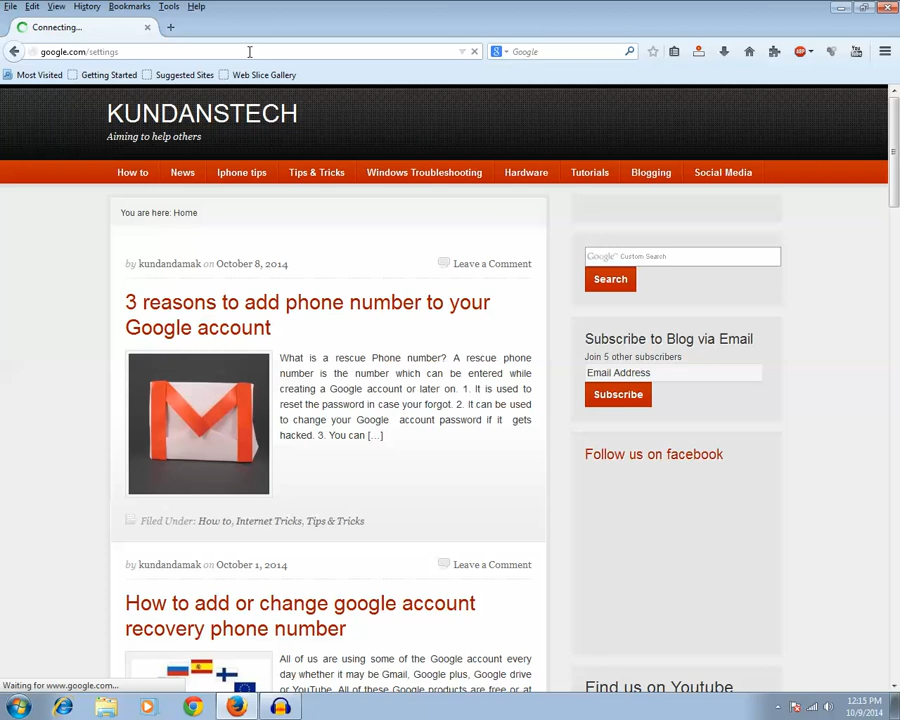 File Edit View History Bookmarks Tools Help
Connecting...
google.com/settings
Google
Most Visited Getting Started Suggested Sites Web Slice Gallery
KUNDANSTECH
Aiming to help others
How to News Iphone tips Tips & Tricks Windows Troubleshooting Hardware Tutorials Blogging Social Media
You are here: Home
by kundandamak on October 8, 2014 Leave a Comment
3 reasons to add phone number to your
Google account
What is a rescue Phone number? A rescue phone
number is the number which can be entered while
creating a Google account or later on. 1. It is used to
reset the password in case your forgot. 2. It can be used
to change your Google account password if it gets
hacked. 3. You can [...]
Filed Under: How to, Internet Tricks, Tips & Tricks
by kundandamak on October 1, 2014 Leave a Comment
How to add or change google account
recovery phone number
All of us are using some of the Google account every
day whether it may be Gmail, Google plus, Google drive
or YouTube. All of these Google products are free or at
Google Custom Search
Search
Subscribe to Blog via Email
Join 5 other subscribers
Email Address
Subscribe
Follow us on facebook
Find us on Youtube
Waiting for www.google.com...
12:15 PM
10/9/2014